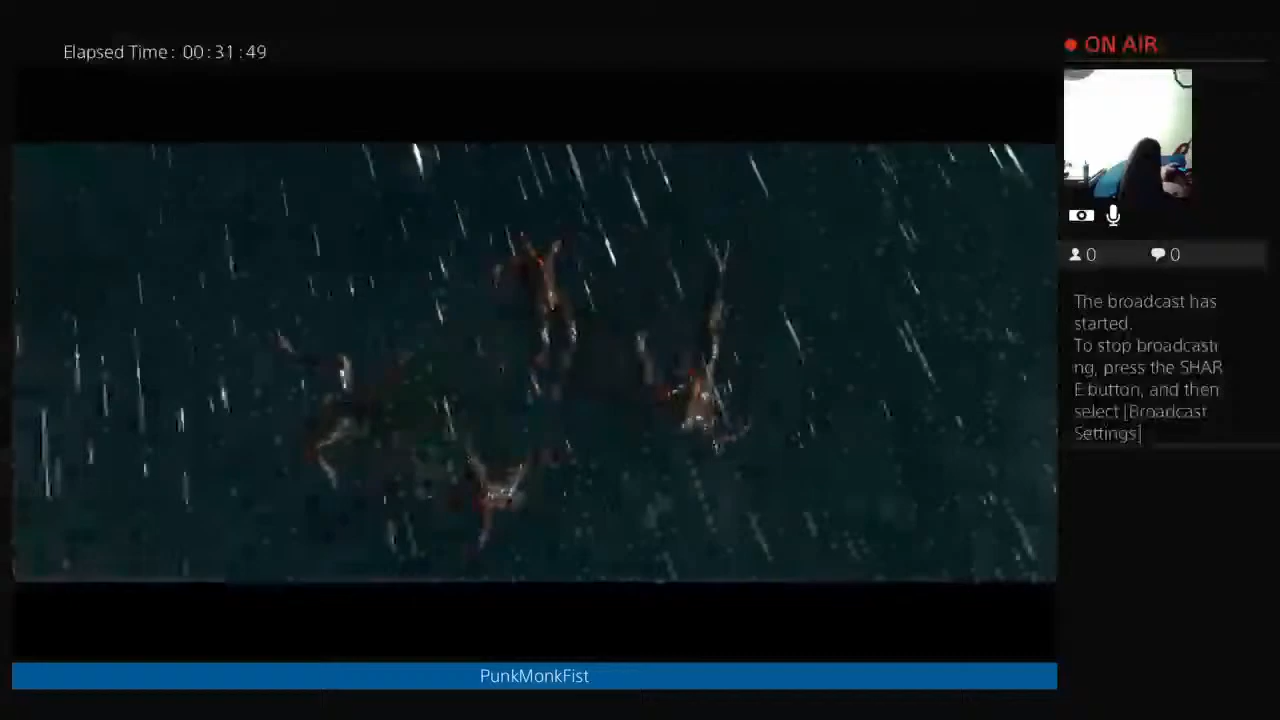 Elapsed Time: 00:31:49
ON AIR
0
0
The broadcast has
started.
To stop broadcasti
ng, press the SHAR
E button, and then
select [Broadcast
Settings]
PunkMonkFist